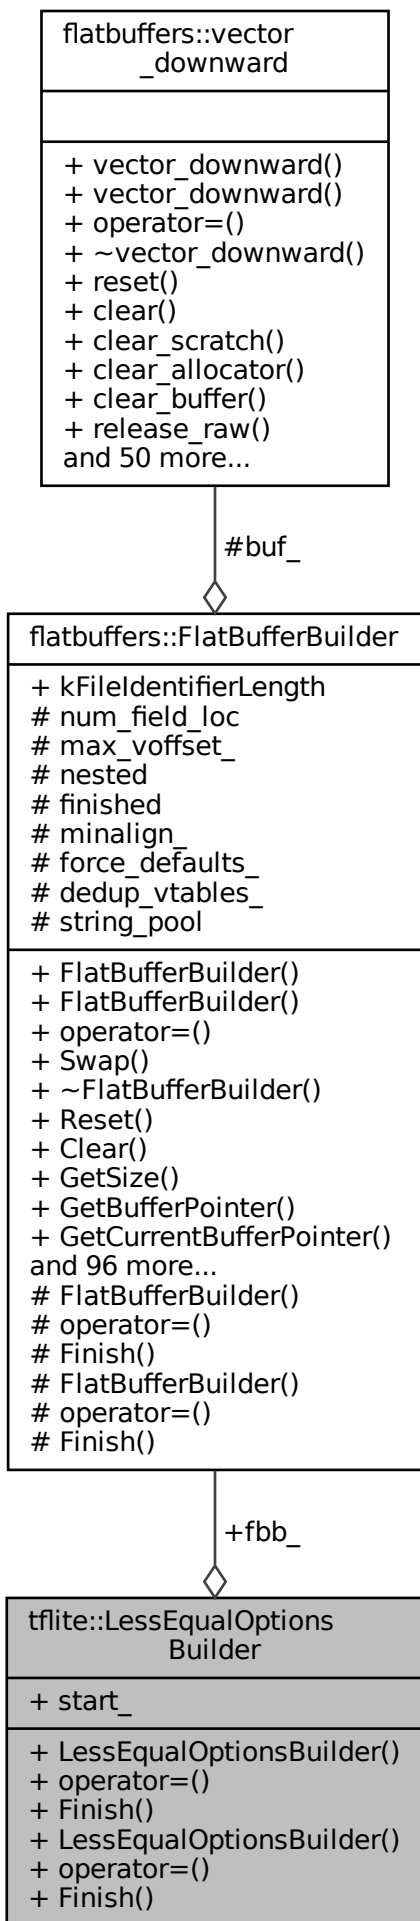 flatbuffers::vector
_downward
+ vector_downward()
+ vector_downward()
+ operator=()
+ ~vector_downward()
+ reset()
+ clear()
+ clear_scratch()
+ clear_allocator()
+ clear_buffer()
+ release_raw()
and 50 more...
#buf_
flatbuffers::FlatBufferBuilder
+ kFileIdentifierLength
# num_field_loc
# max_voffset_
# nested
# finished
# minalign_
# force_defaults_
# dedup_vtables_
# string_pool
+ FlatBufferBuilder()
+ FlatBufferBuilder()
+ operator=()
+ Swap()
+ ~FlatBufferBuilder()
+ Reset()
+ Clear()
+ GetSize()
+ GetBufferPointer()
+ GetCurrentBufferPointer()
and 96 more...
# FlatBufferBuilder()
# operator=()
# Finish()
# FlatBufferBuilder()
# operator=()
# Finish()
+fbb_
tflite::LessEqualOptions
Builder
+ start_
+ LessEqualOptionsBuilder()
+ operator=()
+ Finish()
+ LessEqualOptionsBuilder()
+ operator=()
+ Finish()